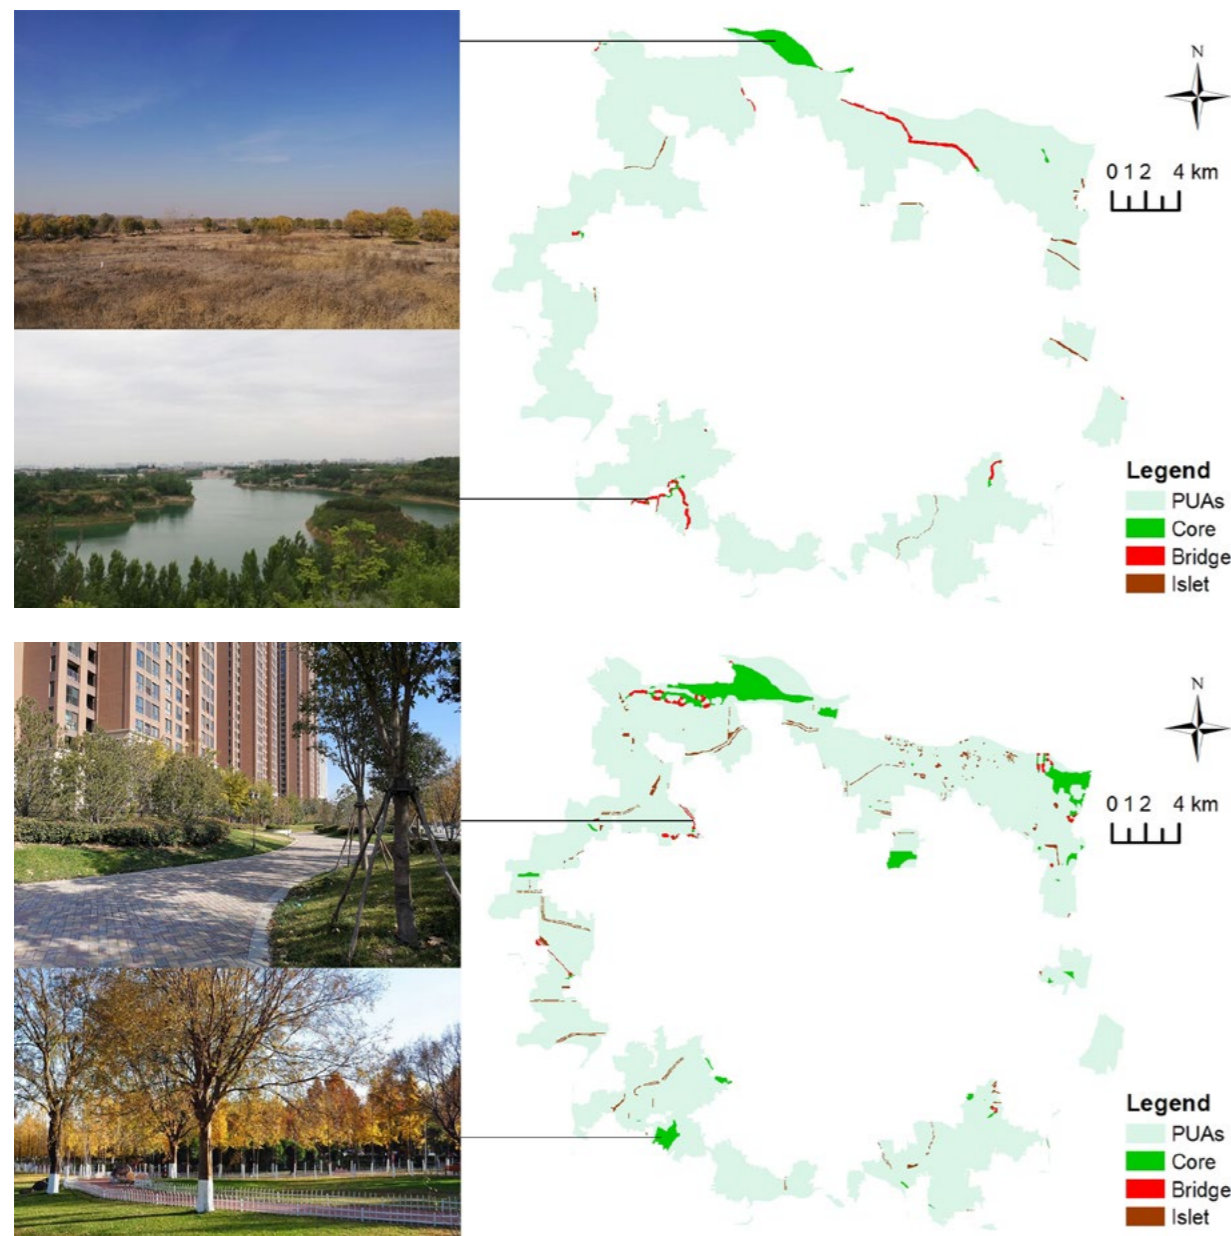 N
0 1 2 4 km
Legend
PUAs
Core
Bridge
Islet
N
0 1 2 4 km
Legend
PUAs
Core
Bridge
Islet